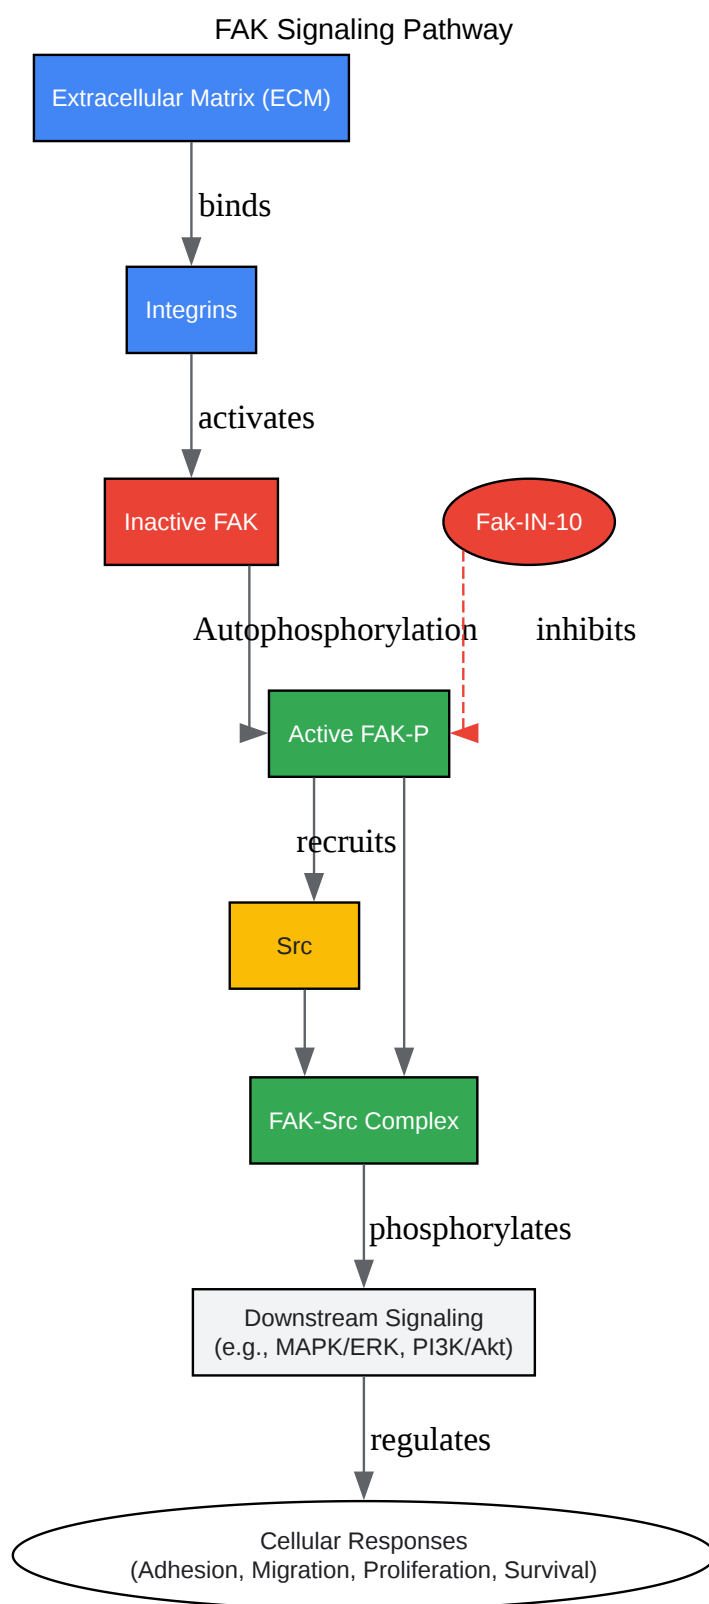 FAK Signaling Pathway
Extracellular Matrix (ECM)
binds
Integrins
activates
Inactive FAK
Fak-IN-10
Autophosphorylation
inhibits
Active FAK-P
recruits
Src
FAK-Src Complex
phosphorylates
Downstream Signaling
(e.g., MAPK/ERK, PI3K/Akt)
regulates
Cellular Responses
(Adhesion, Migration, Proliferation, Survival)